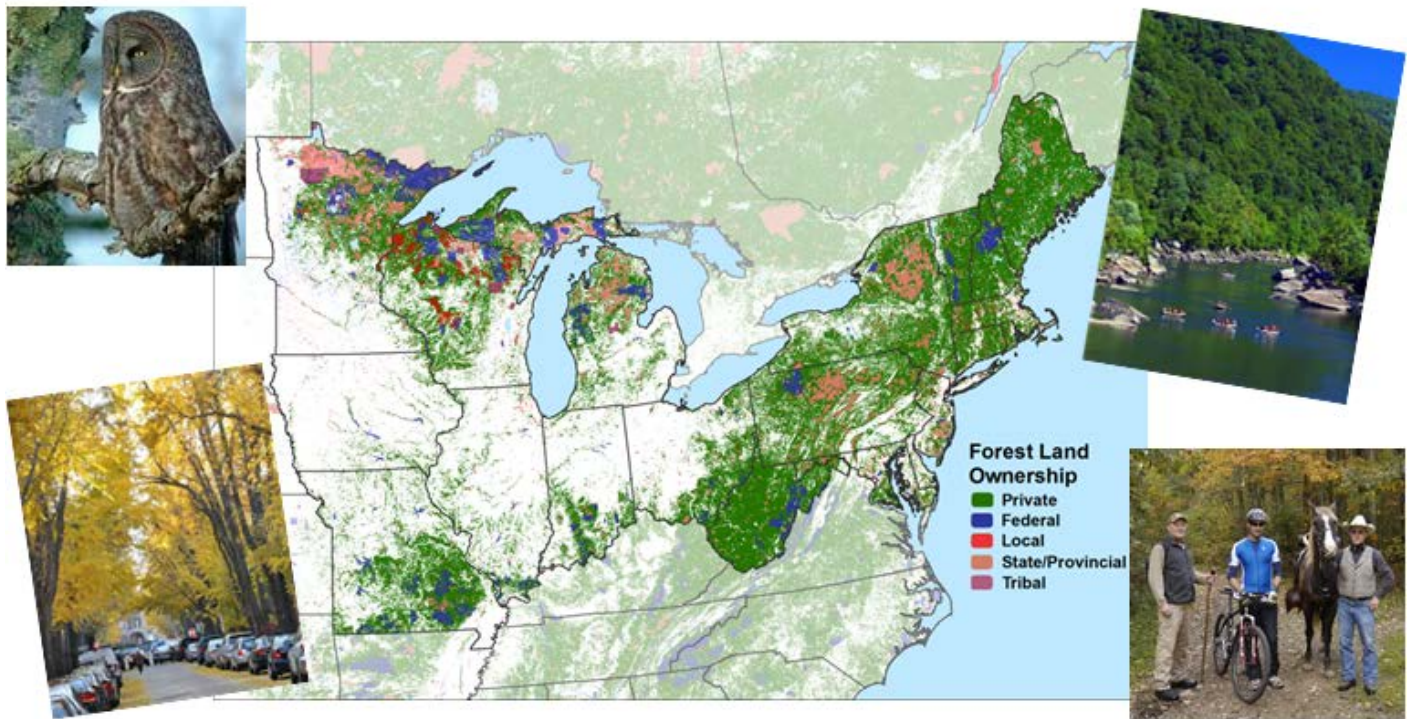 Forest Land
Ownership
Private
Federal
Local
State/Provincial
Tribal